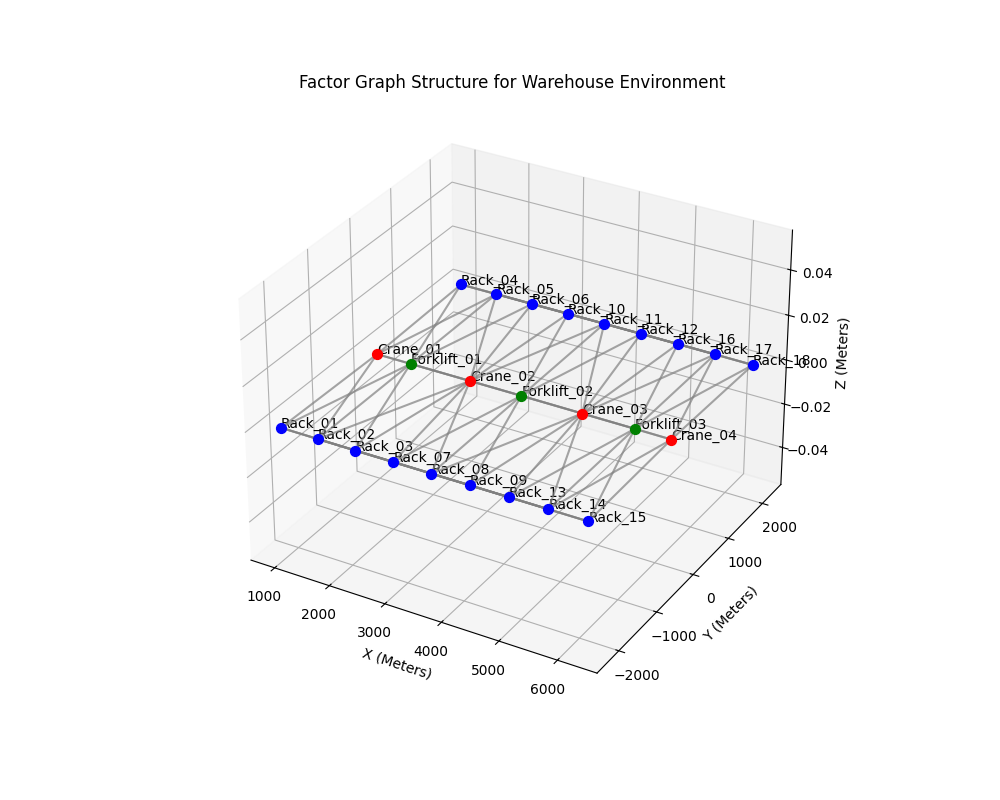 Factor Graph Structure for Warehouse Environment
Rack_04
Rack_05
Rack_06
Rack_10
Rack_11
Rack_12
Rack_16
Rack_17
Rack_18
Crane_01
Forklift_01
Crane_02
Forklift_02
Crane_03
Forklift_03
Crane_04
Rack_01
Rack_02
Rack_03
Rack_07
Rack_08
Rack_09
Rack_13
Rack_14
Rack_15
0.04
0.02
0.00
−0.02
−0.04
Z (Meters)
2000
1000
0
−1000
−2000
Y (Meters)
1000
2000
3000
4000
5000
6000
X (Meters)